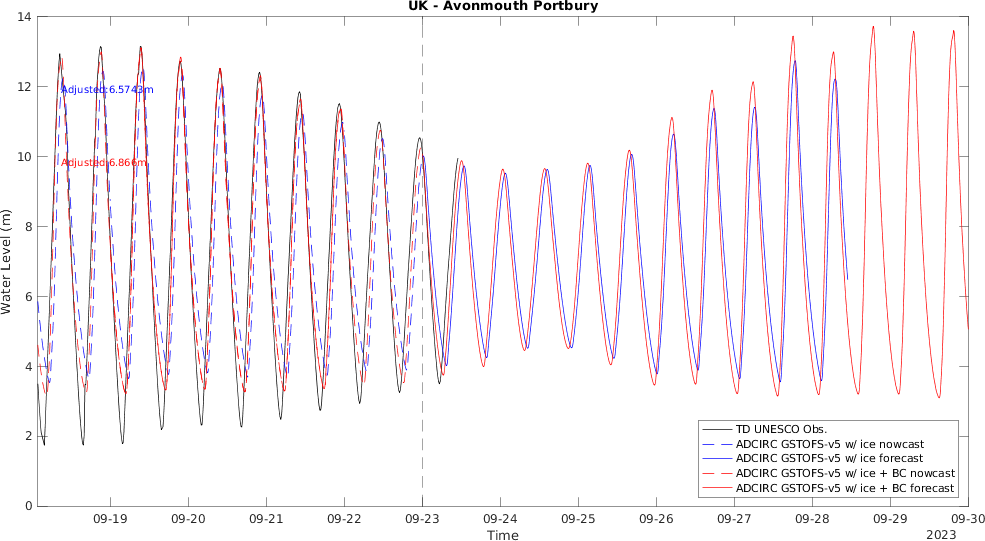 UK - Avonmouth Portbury
14
12
10
8
6
4
2
0
Water Level (m)
Adjusted:6.5743m
Adjusted:6.866m
09-19 09-20 09-21 09-22 09-23 09-24 09-25 09-26 09-27 09-28 09-29 09-30
Time
2023
TD UNESCO Obs.
ADCIRC GSTOFS-v5 w/ ice nowcast
ADCIRC GSTOFS-v5 w/ ice forecast
ADCIRC GSTOFS-v5 w/ ice + BC nowcast
ADCIRC GSTOFS-v5 w/ ice + BC forecast